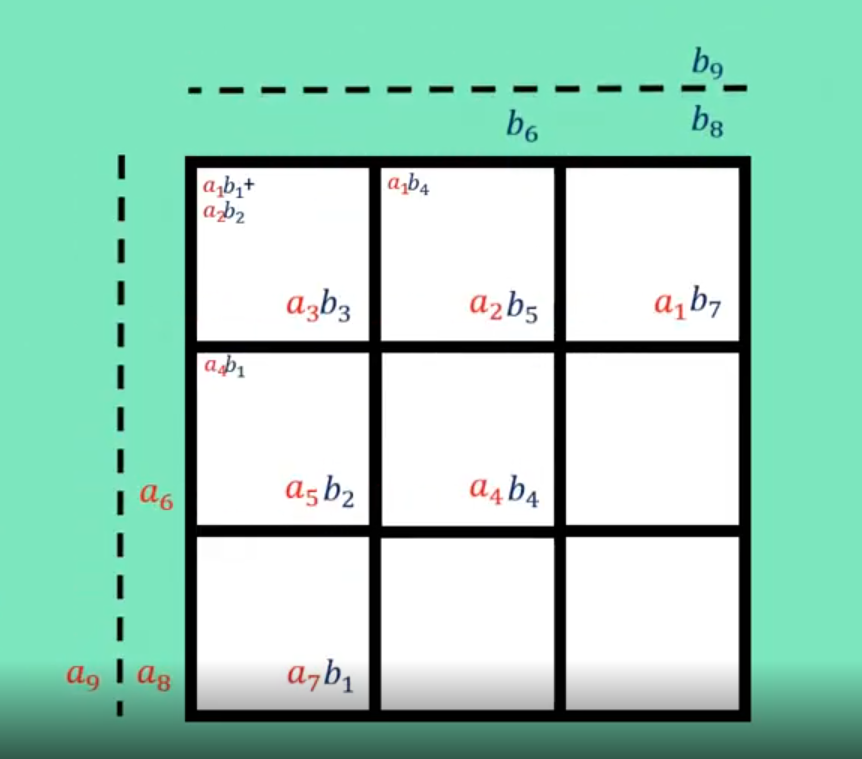 b₉
b₆ b₈
a₁b₁+ a₁b₄
a₂b₂
a₃b₃ a₂b₅ a₁b₇
a₄b₁
a₆ a₅b₂ a₄b₄
a₉ a₈ a₇b₁